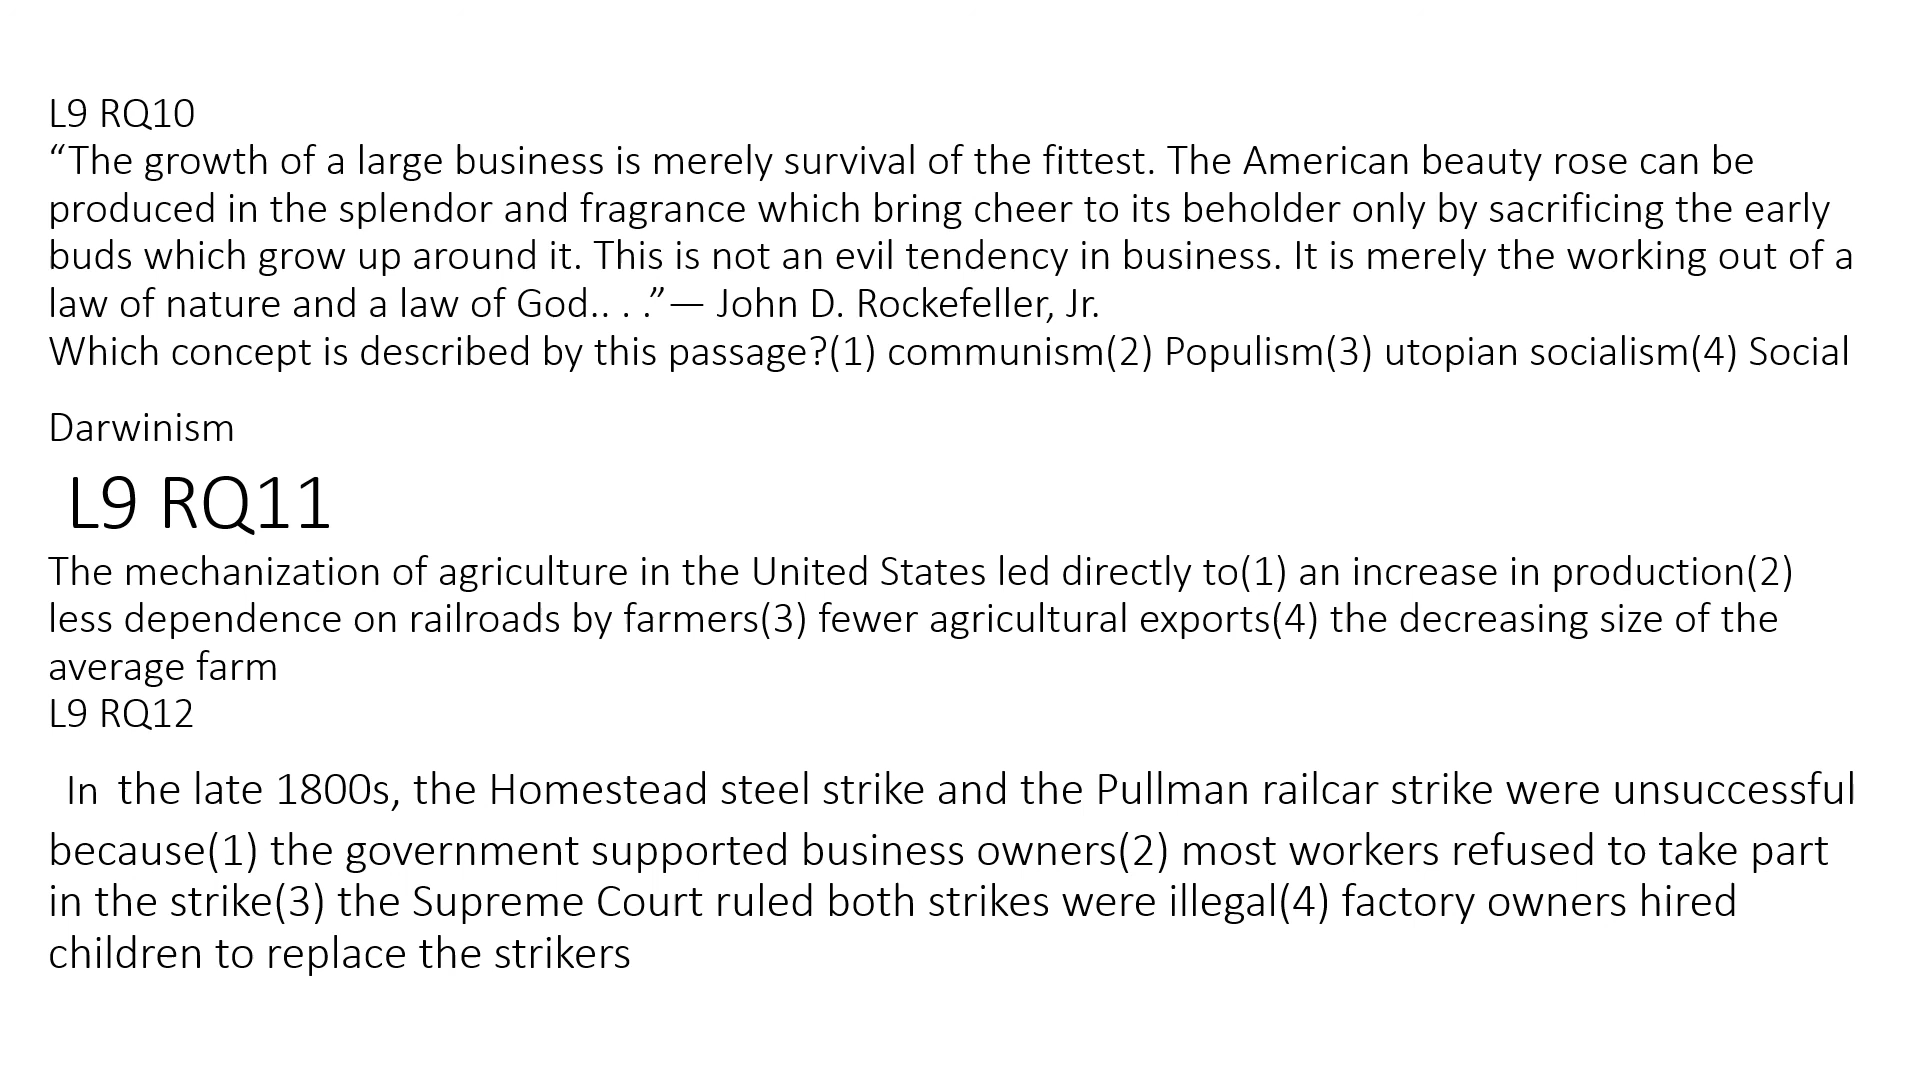 L9 RQ10
“The growth of a large business is merely survival of the fittest. The American beauty rose can be
produced in the splendor and fragrance which bring cheer to its beholder only by sacrificing the early
buds which grow up around it. This is not an evil tendency in business. It is merely the working out of a
law of nature and a law of God.. . .”— John D. Rockefeller, Jr.
Which concept is described by this passage?(1) communism(2) Populism(3) utopian socialism(4) Social
Darwinism
L9 RQ11
The mechanization of agriculture in the United States led directly to(1) an increase in production(2)
less dependence on railroads by farmers(3) fewer agricultural exports(4) the decreasing size of the
average farm
L9 RQ12
In the late 1800s, the Homestead steel strike and the Pullman railcar strike were unsuccessful
because(1) the government supported business owners(2) most workers refused to take part
in the strike(3) the Supreme Court ruled both strikes were illegal(4) factory owners hired
children to replace the strikers